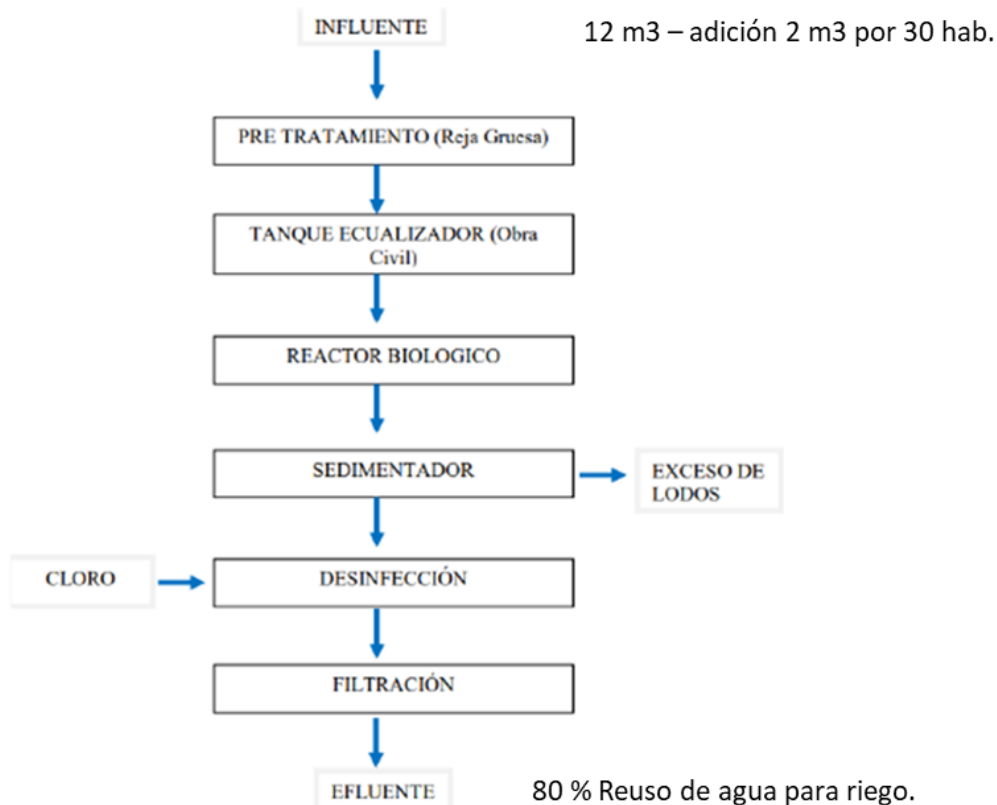 INFLUENTE
12 m3 – adición 2 m3 por 30 hab.
PRE TRATAMIENTO (Reja Gruesa)
TANQUE ECUALIZADOR (Obra
Civil)
REACTOR BIOLOGICO
SEDIMENTADOR
EXCESO DE
LODOS
CLORO
DESINFECCIÓN
FILTRACIÓN
EFLUENTE
80 % Reuso de agua para riego.